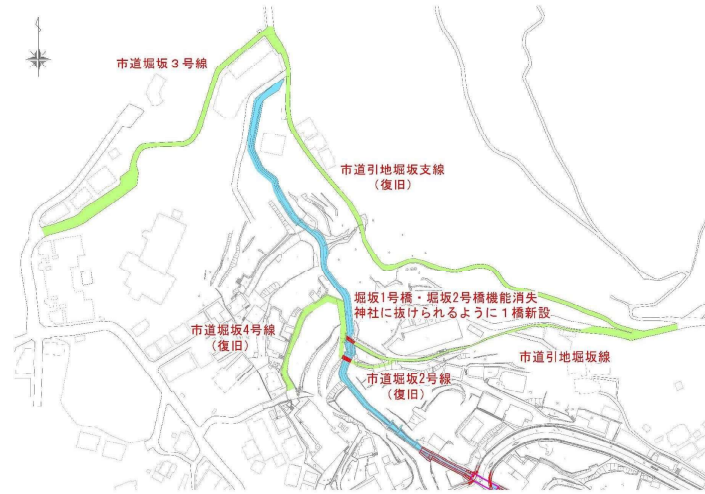 市道堀坂３号線
市道引地堀坂支線
（復旧）
堀坂1号橋・堀坂2号橋機能消失
神社に抜けられるように１橋新設
市道堀坂4号線
（復旧）
市道引地堀坂線
市道堀坂2号線
（復旧）